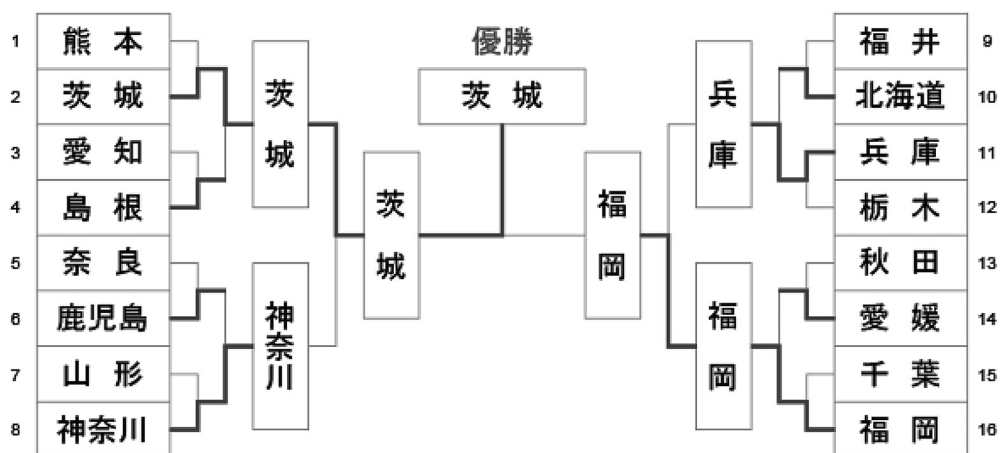 優勝
茨城
1 熊本
2 茨城
3 愛知
4 島根
5 奈良
6 鹿児島
7 山形
8 神奈川
茨城
神奈川
茨城
福岡
兵庫
福岡
福井 9
北海道 10
兵庫 11
栃木 12
秋田 13
愛媛 14
千葉 15
福岡 16